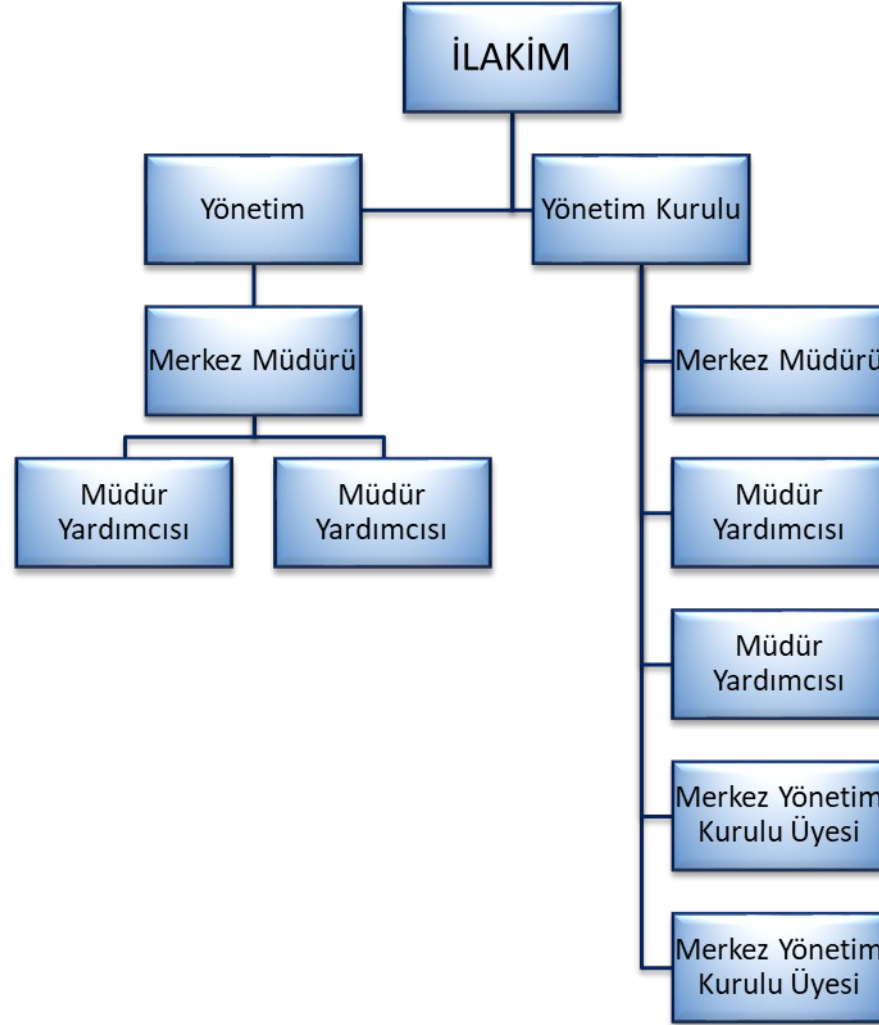 İLAKİM
Yönetim
Yönetim Kurulu
Merkez Müdürü
Müdür
Yardımcısı
Müdür
Yardımcısı
Merkez Müdürü
Müdür
Yardımcısı
Müdür
Yardımcısı
Merkez Yönetim
Kurulu Üyesi
Merkez Yönetim
Kurulu Üyesi